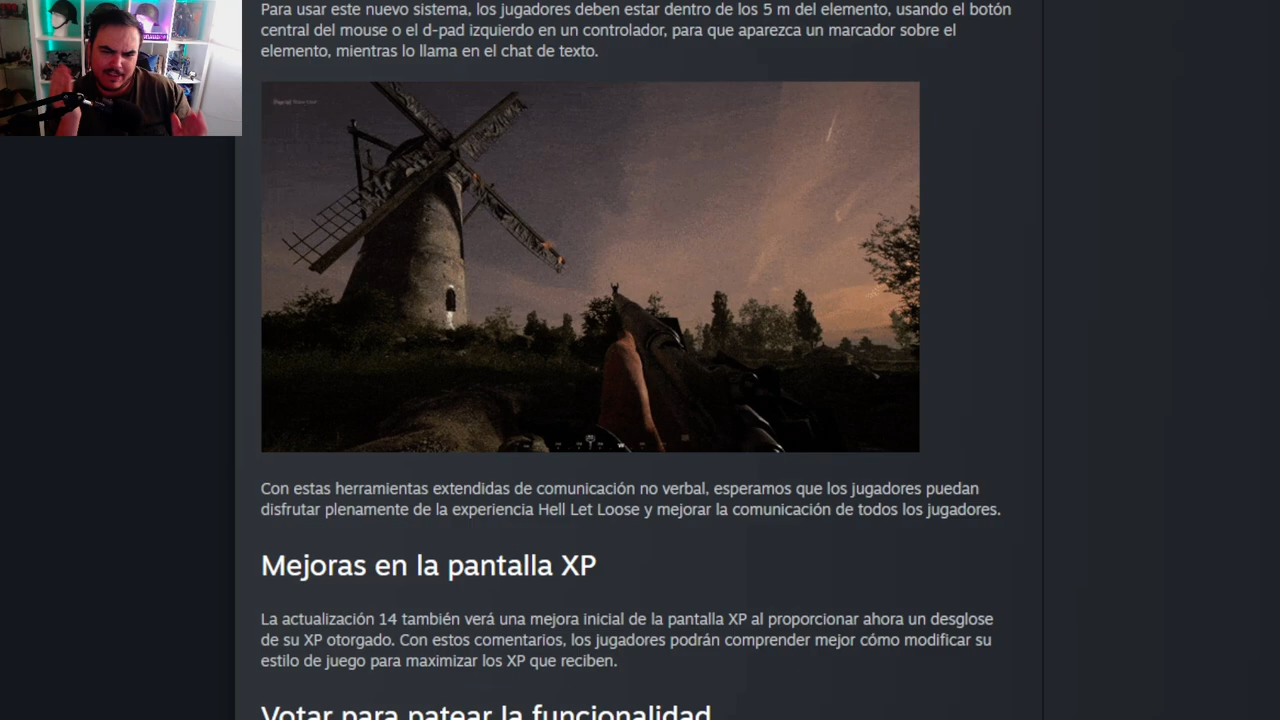 Para usar este nuevo sistema, los jugadores deben estar dentro de los 5 m del elemento, usando el botón
central del mouse o el d-pad izquierdo en un controlador, para que aparezca un marcador sobre el
elemento, mientras lo llama en el chat de texto.
Con estas herramientas extendidas de comunicación no verbal, esperamos que los jugadores puedan
disfrutar plenamente de la experiencia Hell Let Loose y mejorar la comunicación de todos los jugadores.
Mejoras en la pantalla XP
La actualización 14 también verá una mejora inicial de la pantalla XP al proporcionar ahora un desglose
de su XP otorgado. Con estos comentarios, los jugadores podrán comprender mejor cómo modificar su
estilo de juego para maximizar los XP que reciben.
Votar para patear la funcionalidad